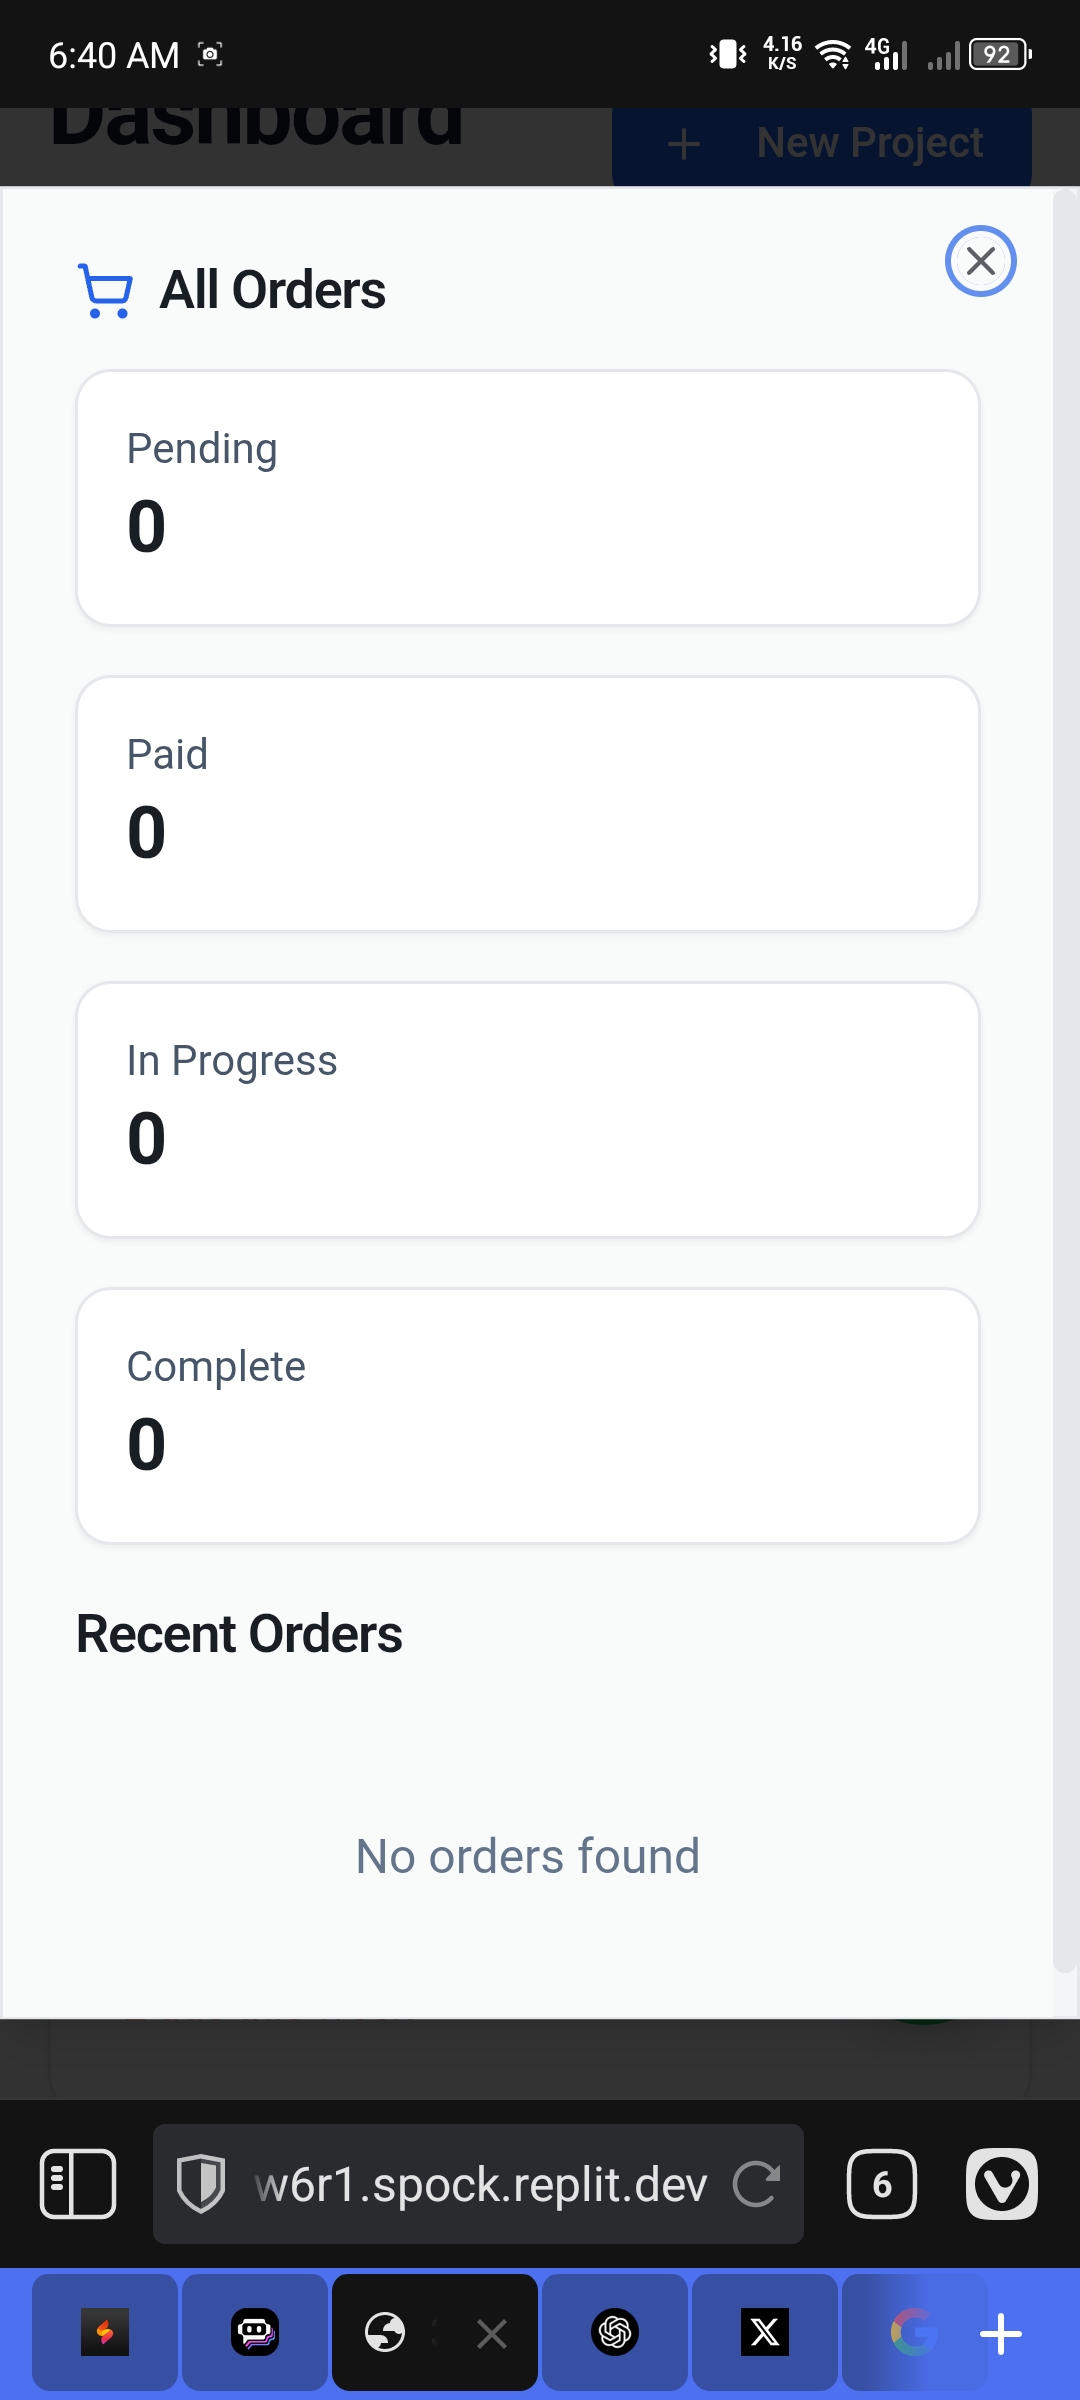 6:40 AM
4.16
K/S
4G
92
Dashboard
New Project
All Orders
Pending
0
Paid
0
In Progress
0
Complete
0
Recent Orders
No orders found
w6r1.spock.replit.dev
6